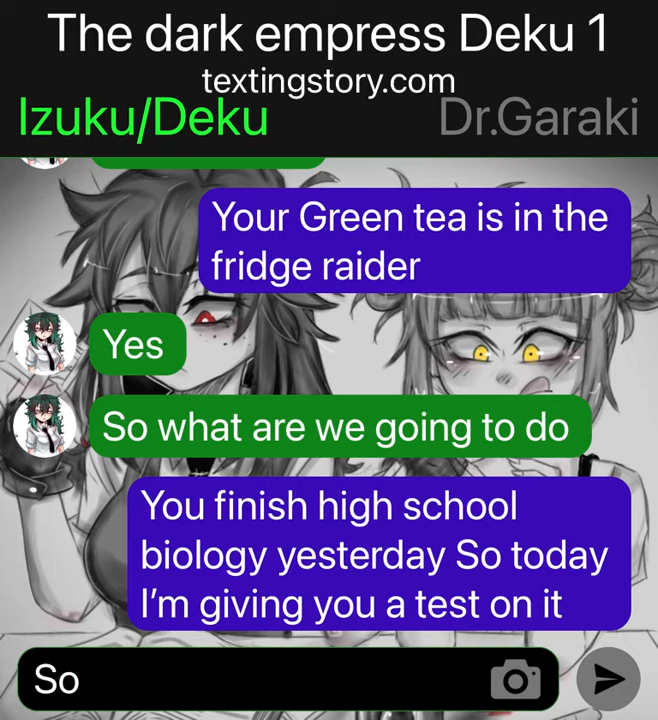 The dark empress Deku 1
textingstory.com
Izuku/Deku
Dr.Garaki
Your Green tea is in the
fridge raider
Yes
So what are we going to do
You finish high school
biology yesterday So today
I'm giving you a test on it
So